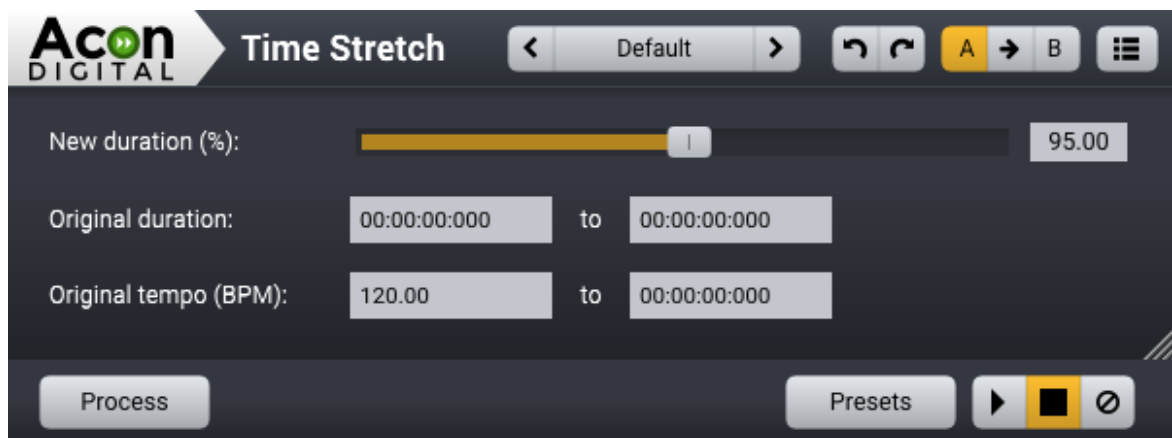 Acon
DIGITAL
Time Stretch
Default
A
B
New duration (%):
95.00
Original duration:
00:00:00:000
to
00:00:00:000
Original tempo (BPM):
120.00
to
00:00:00:000
Process
Presets